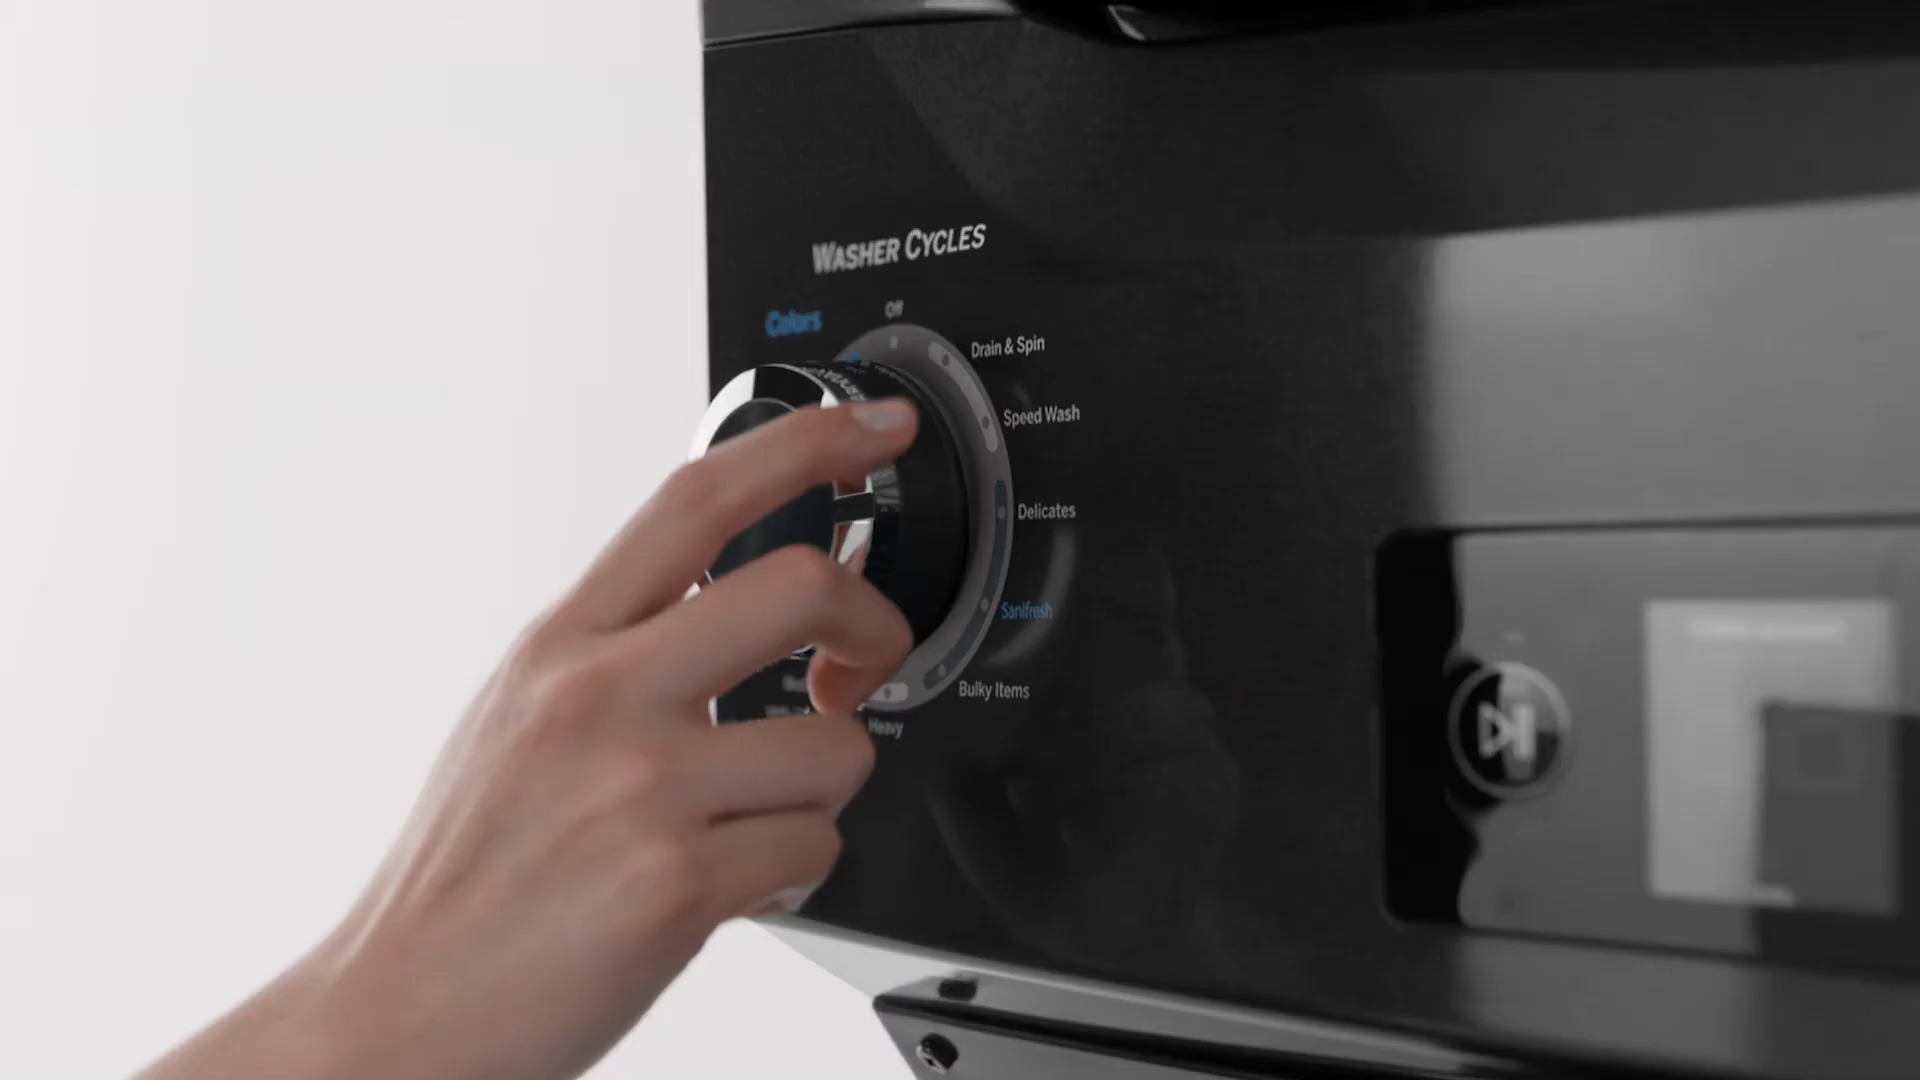 WASHER CYCLES
Colors
Off
Drain & Spin
Speed Wash
Delicates
Sanifresh
Bulky Items
Heavy